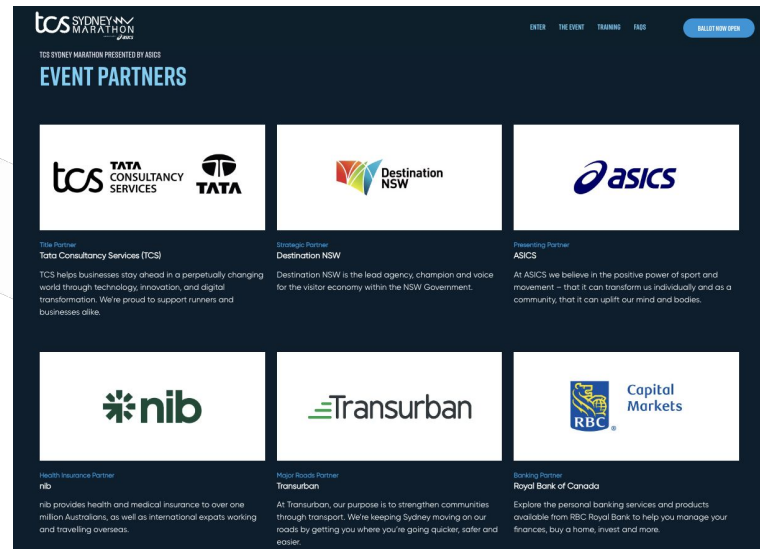 tcs SYDNEY
MARATHON
asics
ENTER THE EVENT TRAINING FAQS BALLOT NOW OPEN
TCS SYDNEY MARATHON PRESENTED BY ASICS
EVENT PARTNERS
tcs TATA CONSULTANCY SERVICES TATA
Destination NSW
asics
Title Partner
Tata Consultancy Services (TCS)
TCS helps businesses stay ahead in a perpetually changing
world through technology, innovation, and digital
transformation. We're proud to support runners and
businesses alike.
Strategic Partner
Destination NSW
Destination NSW is the lead agency, champion and voice
for the visitor economy within the NSW Government.
Presenting Partner
ASICS
At ASICS we believe in the positive power of sport and
movement – that it can transform us individually and as a
community, that it can uplift our mind and bodies.
nib
Transurban
RBC Capital Markets
Health Insurance Partner
nib
nib provides health and medical insurance to over one
million Australians, as well as international expats working
and travelling overseas.
Major Roads Partner
Transurban
At Transurban, our purpose is to strengthen communities
through transport. We're keeping Sydney moving on our
roads by getting you where you're going quicker, safer and
easier.
Banking Partner
Royal Bank of Canada
Explore the personal banking services and products
available from RBC Royal Bank to help you manage your
finances, buy a home, invest and more.